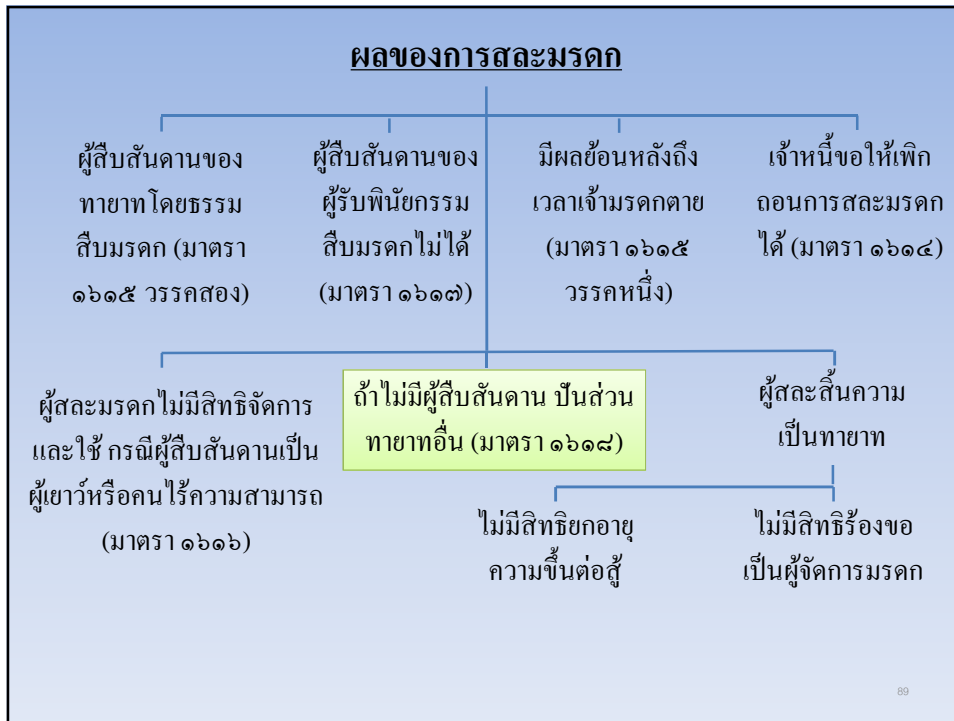 ผลของการสละมรดก
ผู้สืบสันดานของ
ทายาทโดยธรรม
สืบมรดก (มาตรา
๑๖๑๕ วรรคสอง)
ผู้สืบสันดานของ
ผู้รับพินัยกรรม
สืบมรดกไม่ได้
(มาตรา ๑๖๑๗)
มีผลย้อนหลังถึง
เวลาเจ้ามรดกตาย
(มาตรา ๑๖๑๕
วรรคหนึ่ง)
เจ้าหนี้ขอให้เพิก
ถอนการสละมรดก
ได้ (มาตรา ๑๖๑๔)
ผู้สละมรดกไม่มีสิทธิจัดการ
และใช้ กรณีผู้สืบสันดานเป็น
ผู้เยาว์หรือคนไร้ความสามารถ
(มาตรา ๑๖๑๖)
ถ้าไม่มีผู้สืบสันดาน ปันส่วน
ทายาทอื่น (มาตรา ๑๖๑๘)
ผู้สละสิ้นความ
เป็นทายาท
ไม่มีสิทธิยกอายุ
ความขึ้นต่อสู้
ไม่มีสิทธิร้องขอ
เป็นผู้จัดการมรดก
89